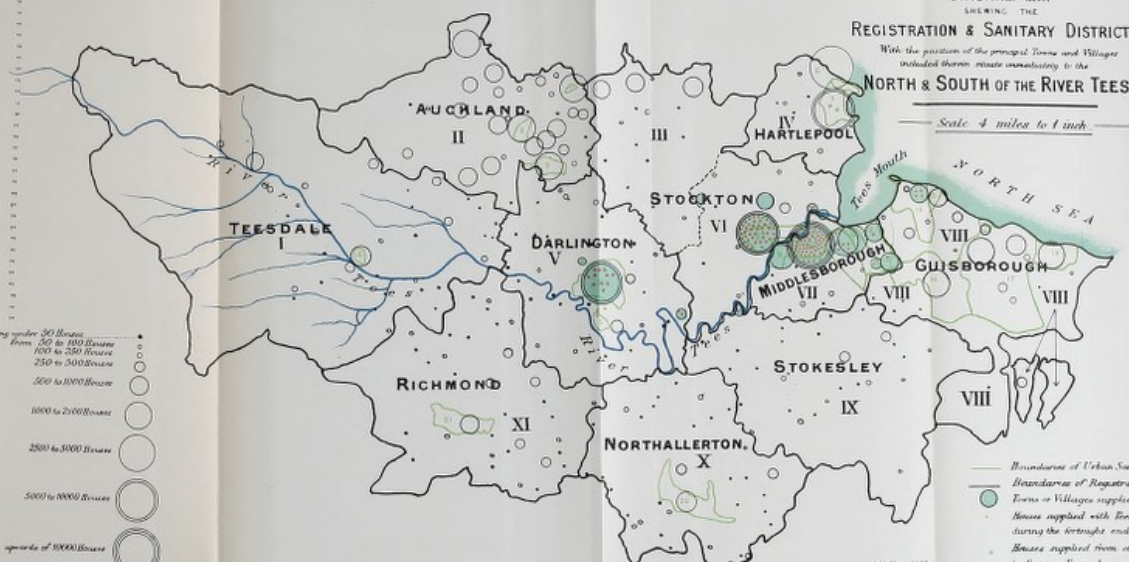 SHEWING THE
REGISTRATION & SANITARY DISTRICT
With the position of the principal Towns and Villages
included therein situate immediately to the
NORTH & SOUTH OF THE RIVER TEES
Scale 4 miles to 1 inch
AUCKLAND
II
III
IV
HARTLEPOOL
Tees Mouth
NORTH SEA
River
TEESDALE
I
Tees
STOCKTON
VI
DARLINGTON
V
MIDDLESBOROUGH
VII
VIII
GUISBOROUGH
VIII
VIII
River
Tees
RICHMOND
XI
STOKESLEY
IX
VIII
NORTHALLERTON
X
under 50 Houses
from 50 to 100 Houses
100 to 250 Houses
250 to 500 Houses
500 to 1000 Houses
1000 to 2500 Houses
2500 to 5000 Houses
5000 to 10000 Houses
upwards of 10000 Houses
Boundaries of Urban
Boundaries of
Towns or Villages
Houses supplied with
during the fortnight
Houses supplied from